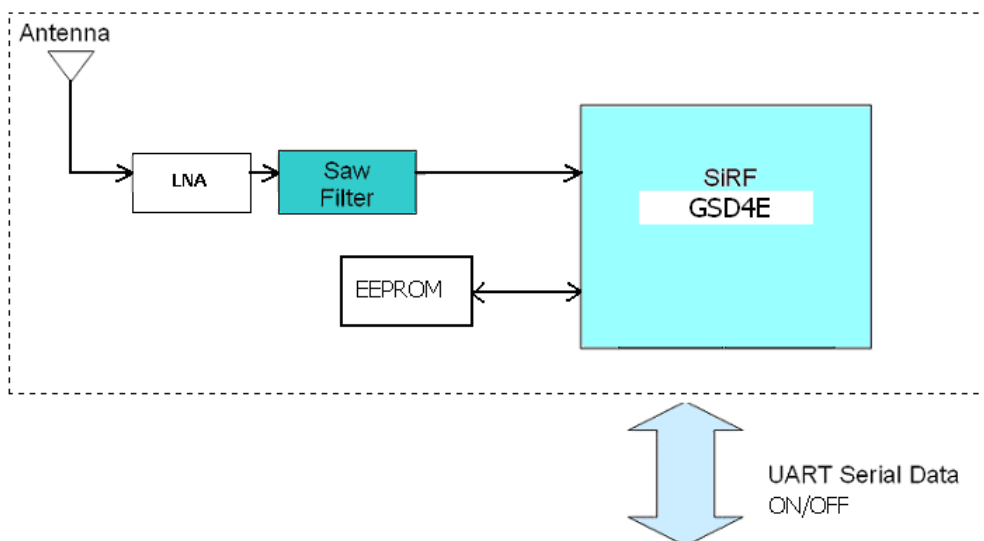 Antenna
LNA
Saw
Filter
SiRF
GSD4E
EEPROM
UART Serial Data
ON/OFF